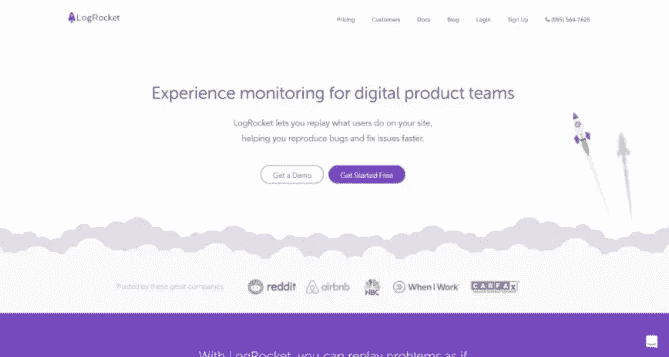 LogRocket
Pricing Customers Docs Blog Login Sign Up (855) 564-7625
Experience monitoring for digital product teams
LogRocket lets you replay what users do on your site,
helping you reproduce bugs and fix issues faster.
Get a Demo Get Started Free
Trusted by these great companies
reddit airbnb NBC When I Work CARFAX
With LogRocket, you can replay problems as if